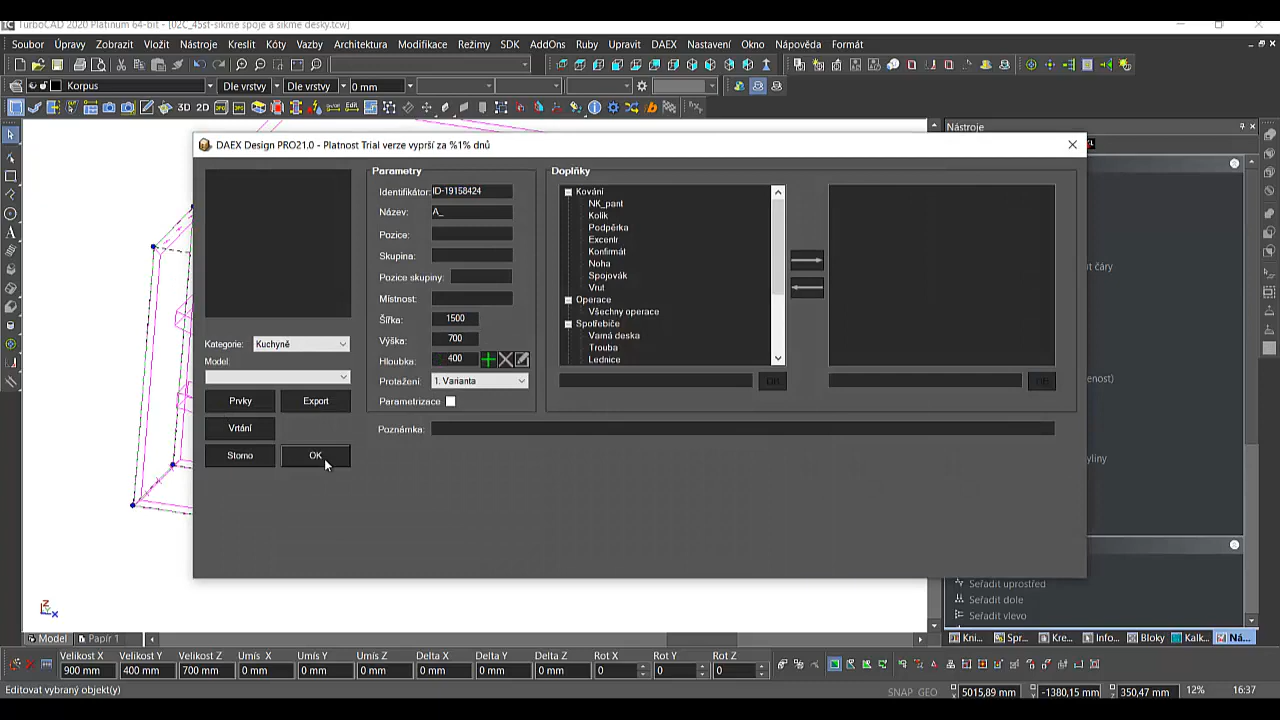 TurboCAD 2020 Platinum 64-bit - [02C_45st-sikme spoje a sikme desky.tcw]
Soubor Úpravy Zobrazit Vložit Nástroje Kreslit Kóty Vazby Architektura Modifikace Režimy SDK AddOns Ruby Upravit DAEX Nastavení Okno Nápověda Formát
Korpus Dle vrstvy Dle vrstvy 0 mm
3D 2D
Nástroje
DAEX Design PRO21.0 - Platnost Trial verze vyprší za %1% dnů
Parametry
Doplňky
Identifikátor: ID-19158424
Název: A_
Pozice:
Skupina:
Pozice skupiny:
Místnost:
Šířka: 1500
Výška: 700
Hloubka: 400
Protažení: 1. Varianta
Parametrizace
Poznámka:
Kování
NK_pant
Kolik
Podpěrka
Excentr
Konfirmát
Noha
Spojovák
Vrut
Operace
Všechny operace
Spotřebiče
Varná deska
Trouba
Lednice
OK
OK
Kategorie: Kuchyně
Model:
Prvky Export
Vrtání
Storno OK
t čáry
enost)
yliny
Seřadit uprostřed
Seřadit dole
Seřadit vlevo
Z
X
Model Papír 1
Kni... Spr... Kre... Info... Bloky Kalk... Ná...
Velikost X Velikost Y Velikost Z Umís X Umís Y Umís Z Delta X Delta Y Delta Z Rot X Rot Y Rot Z
900 mm 400 mm 700 mm 0 mm 0 mm 0 mm 0 mm 0 mm 0 mm 0 0 0
Editovat vybraný objekt(y)
SNAP GEO 5015,89 mm -1380,15 mm 350,47 mm 12% 16:37